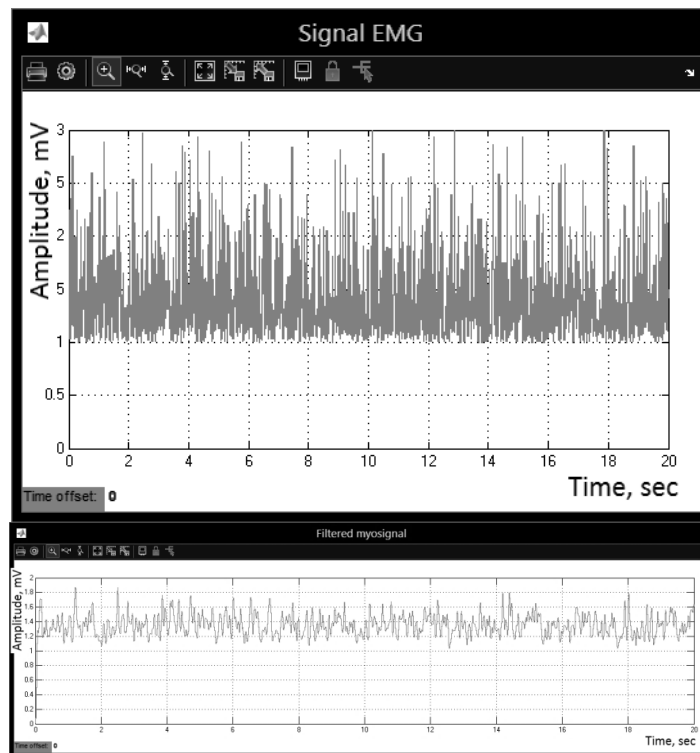 Signal EMG
Amplitude, mV
3
5
2
5
1
0.5
0
0 2 4 6 8 10 12 14 16 18 20
Time, sec
Time offset: 0
Filtered myosignal
Amplitude, mV
2
1.8
1.6
1.4
1.2
1
0.8
0.6
0.4
0.2
0
0 2 4 6 8 10 12 14 16 18 20
Time, sec
Time offset: 0